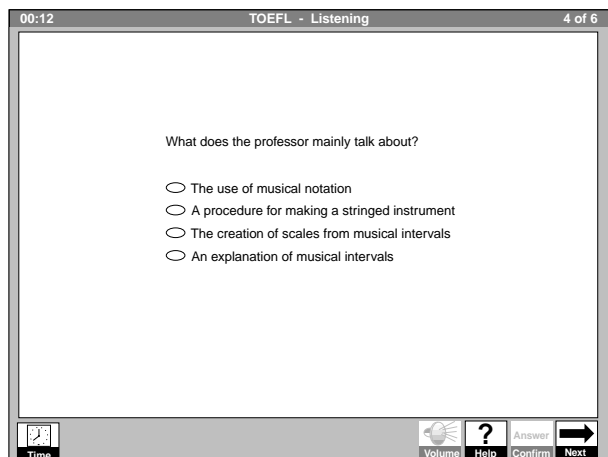 00:12 TOEFL - Listening 4 of 6
What does the professor mainly talk about?
The use of musical notation
A procedure for making a stringed instrument
The creation of scales from musical intervals
An explanation of musical intervals
? Answer
Time Volume Help Confirm Next